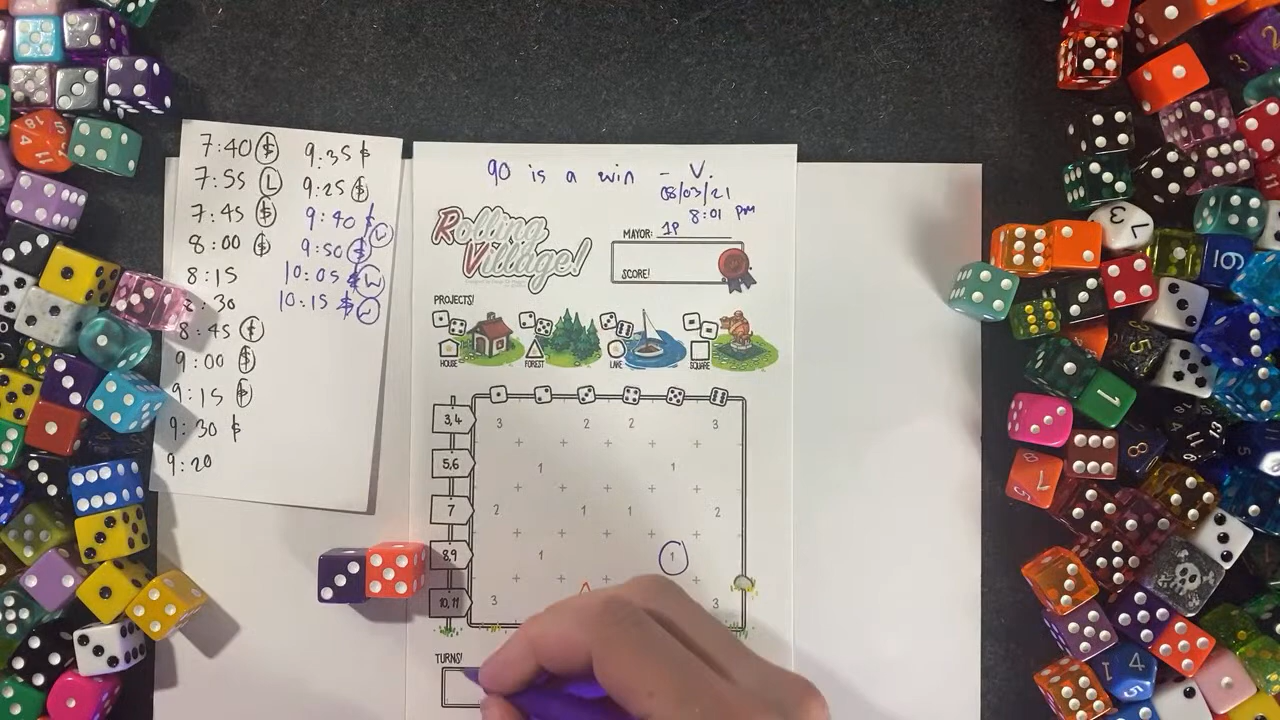 7:40 $
7:55 L
7:45 $
8:00 $
8:15
8:30
8:45 $
9:00 $
9:15 $
9:30 $
9:20
9:35 $
9:25 $
9:40 $
9:50 $ W
10:05 $ W
10:15 $
90 is a win - V.
08/03/21
8:01 pm
Rolling
Village!
MAYOR: 1P
SCORE!
PROJECTS!
HOUSE FOREST LAKE SQUARE
3,4 3 2 2 3
5,6 1 1
7 2 1 1 2
8,9 1 1
10,11 3 3
TURNS!